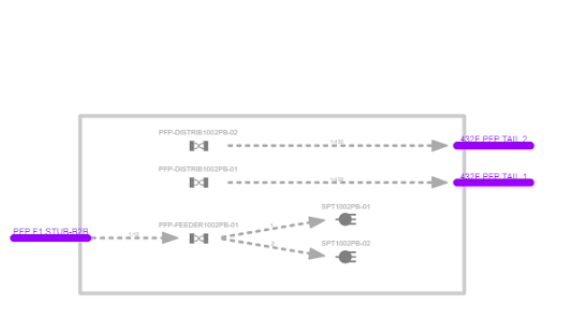 PFP-DISTRIB1002PB-02
432F PFP TAIL 2
PFP-DISTRIB1002PB-01
432F PFP TAIL 1
SPT1002PB-01
PFP-FEEDER1002PB-01
PFP F1 STUB-B2B
SPT1002PB-02